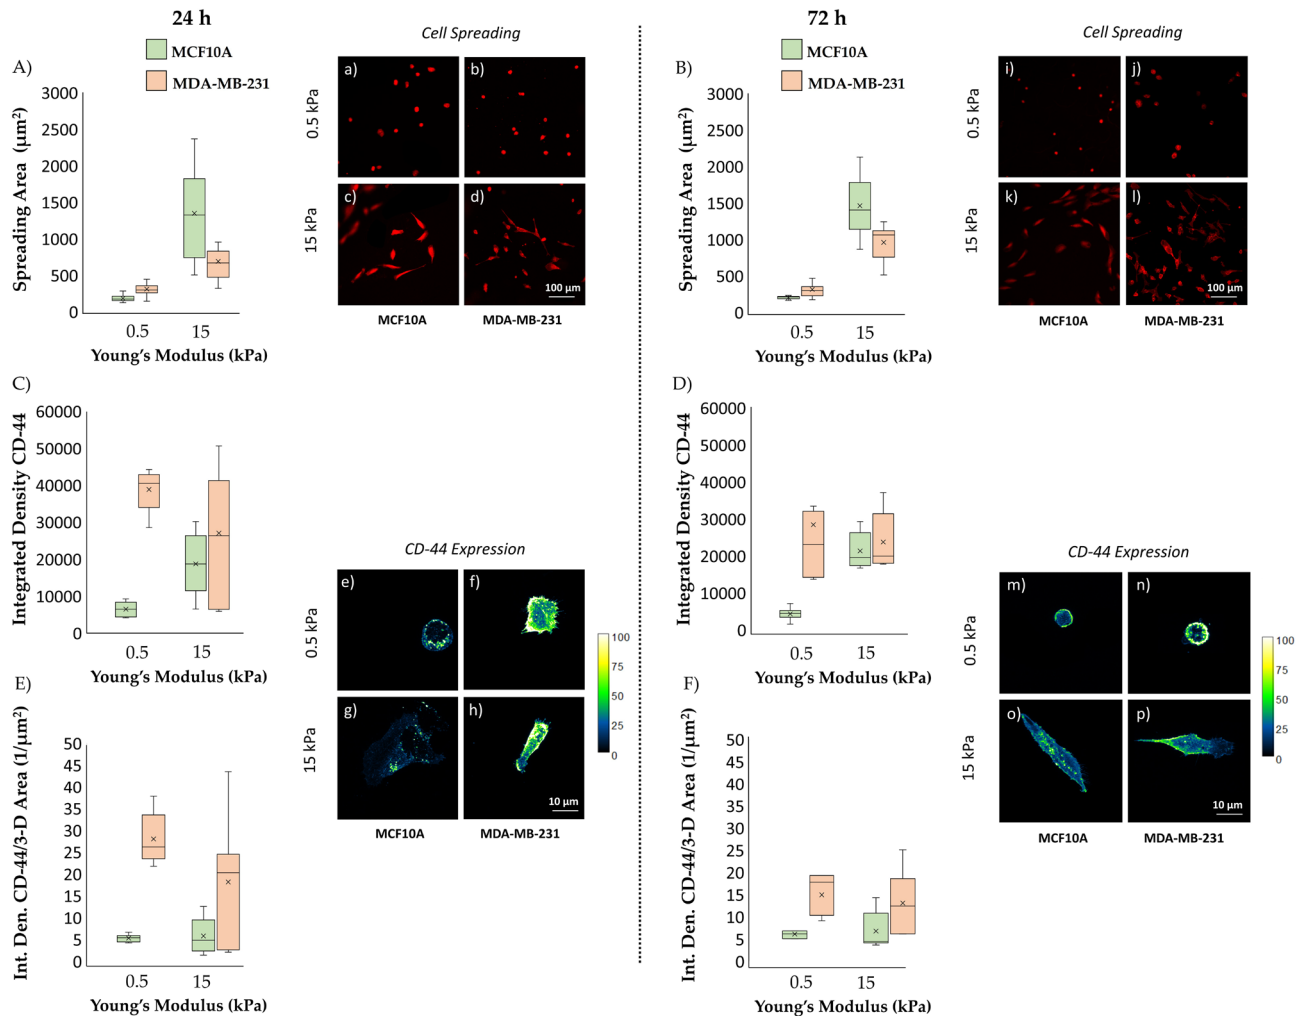 24 h
MCF10A
MDA-MB-231
A)
3000
2500
2000
1500
1000
500
0
Spreading Area (μm²)
0.5
15
Young's Modulus (kPa)
Cell Spreading
a)
b)
c)
d)
0.5 kPa
15 kPa
100 μm
MCF10A
MDA-MB-231
C)
60000
50000
40000
30000
20000
10000
0
Integrated Density CD-44
0.5
15
Young's Modulus (kPa)
CD-44 Expression
e)
f)
g)
h)
0.5 kPa
15 kPa
10 μm
100
75
50
25
0
MCF10A
MDA-MB-231
E)
50
45
40
35
30
25
20
15
10
5
0
Int. Den. CD-44/3-D Area (1/μm²)
0.5
15
Young's Modulus (kPa)
72 h
MCF10A
MDA-MB-231
B)
3000
2500
2000
1500
1000
500
0
Spreading Area (μm²)
0.5
15
Young's Modulus (kPa)
Cell Spreading
i)
j)
k)
l)
0.5 kPa
15 kPa
100 μm
MCF10A
MDA-MB-231
D)
60000
50000
40000
30000
20000
10000
0
Integrated Density CD-44
0.5
15
Young's Modulus (kPa)
CD-44 Expression
m)
n)
o)
p)
0.5 kPa
15 kPa
10 μm
100
75
50
25
0
MCF10A
MDA-MB-231
F)
50
45
40
35
30
25
20
15
10
5
0
Int. Den. CD-44/3-D Area (1/μm²)
0.5
15
Young's Modulus (kPa)